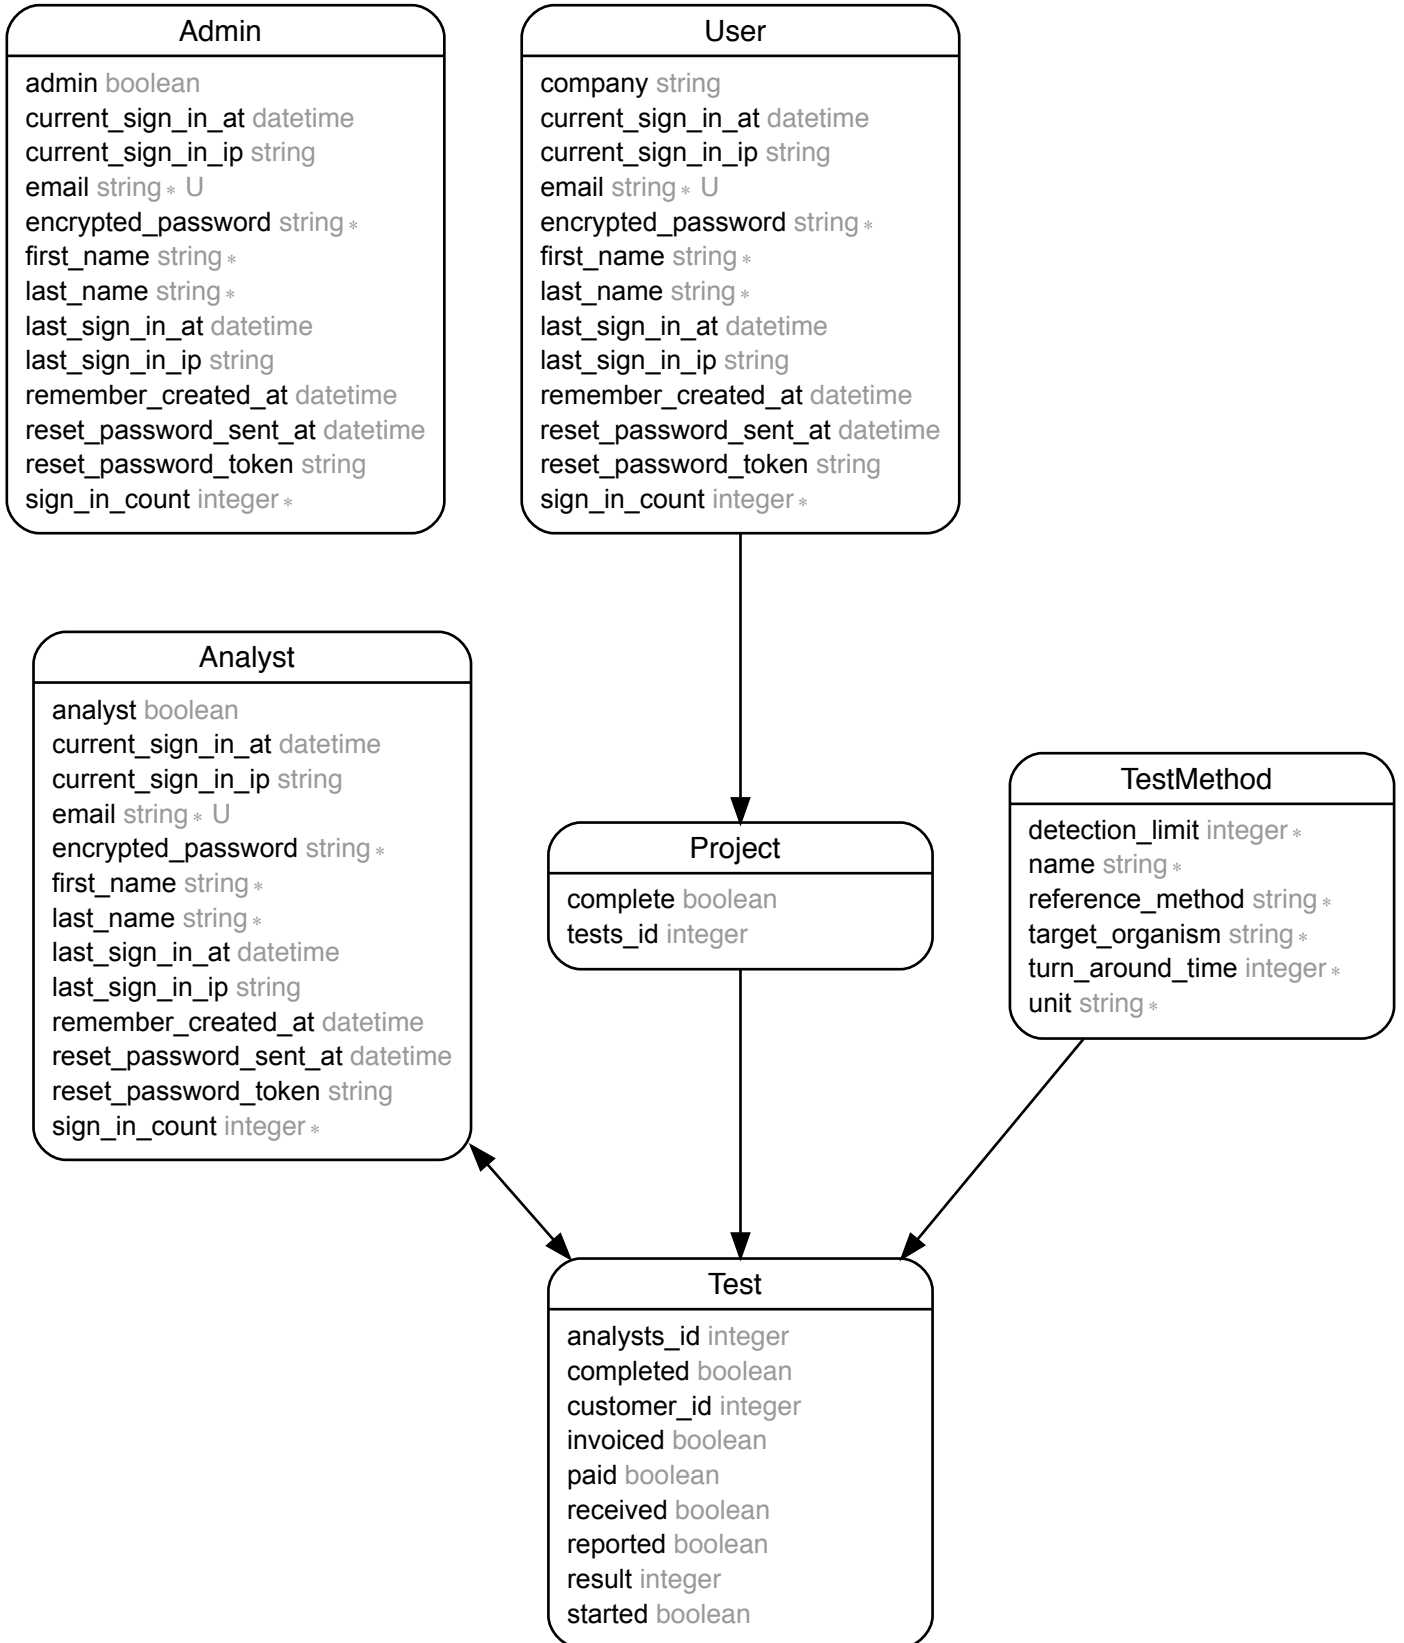 Admin
admin boolean
current_sign_in_at datetime
current_sign_in_ip string
email string * U
encrypted_password string *
first_name string *
last_name string *
last_sign_in_at datetime
last_sign_in_ip string
remember_created_at datetime
reset_password_sent_at datetime
reset_password_token string
sign_in_count integer *
User
company string
current_sign_in_at datetime
current_sign_in_ip string
email string * U
encrypted_password string *
first_name string *
last_name string *
last_sign_in_at datetime
last_sign_in_ip string
remember_created_at datetime
reset_password_sent_at datetime
reset_password_token string
sign_in_count integer *
Analyst
analyst boolean
current_sign_in_at datetime
current_sign_in_ip string
email string * U
encrypted_password string *
first_name string *
last_name string *
last_sign_in_at datetime
last_sign_in_ip string
remember_created_at datetime
reset_password_sent_at datetime
reset_password_token string
sign_in_count integer *
Project
complete boolean
tests_id integer
TestMethod
detection_limit integer *
name string *
reference_method string *
target_organism string *
turn_around_time integer *
unit string *
Test
analysts_id integer
completed boolean
customer_id integer
invoiced boolean
paid boolean
received boolean
reported boolean
result integer
started boolean